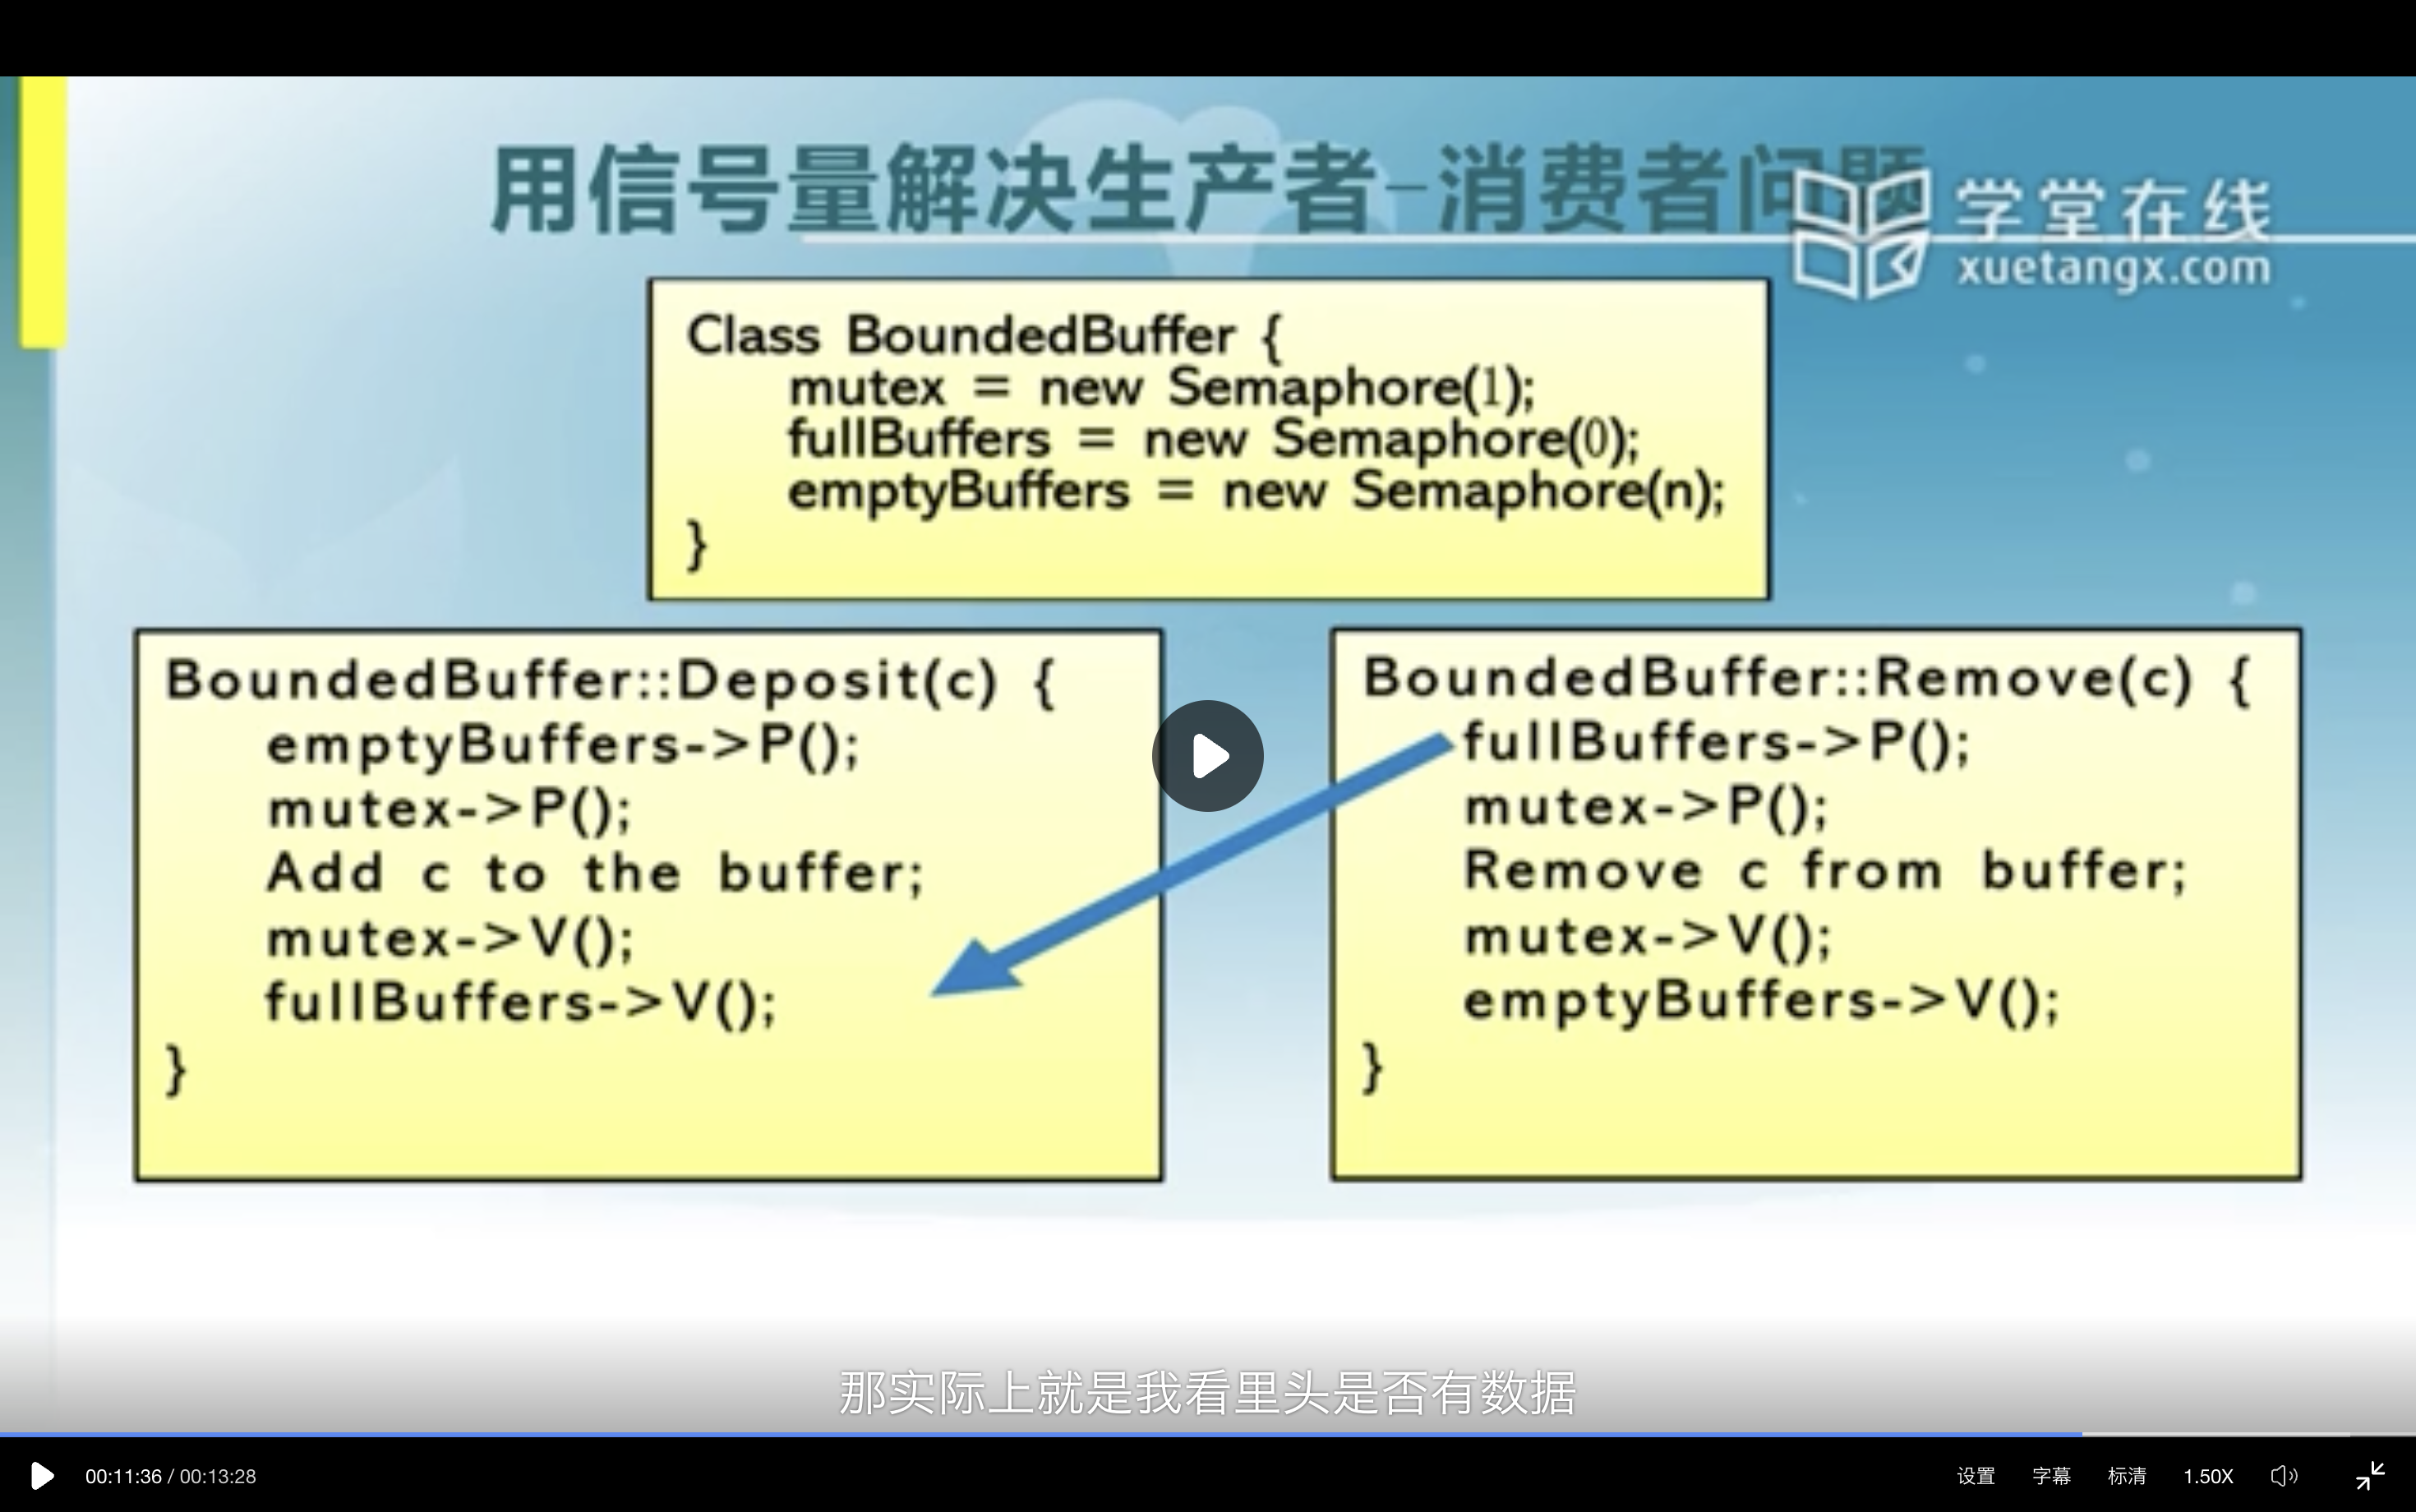 用信号量解决生产者-消费者问题
学堂在线
xuetangx.com
Class BoundedBuffer {
mutex = new Semaphore(1);
fullBuffers = new Semaphore(0);
emptyBuffers = new Semaphore(n);
}
BoundedBuffer::Deposit(c) {
emptyBuffers->P();
mutex->P();
Add c to the buffer;
mutex->V();
fullBuffers->V();
}
BoundedBuffer::Remove(c) {
fullBuffers->P();
mutex->P();
Remove c from buffer;
mutex->V();
emptyBuffers->V();
}
那实际上就是我看里头是否有数据
00:11:36 / 00:13:28
设置 字幕 标清 1.50X